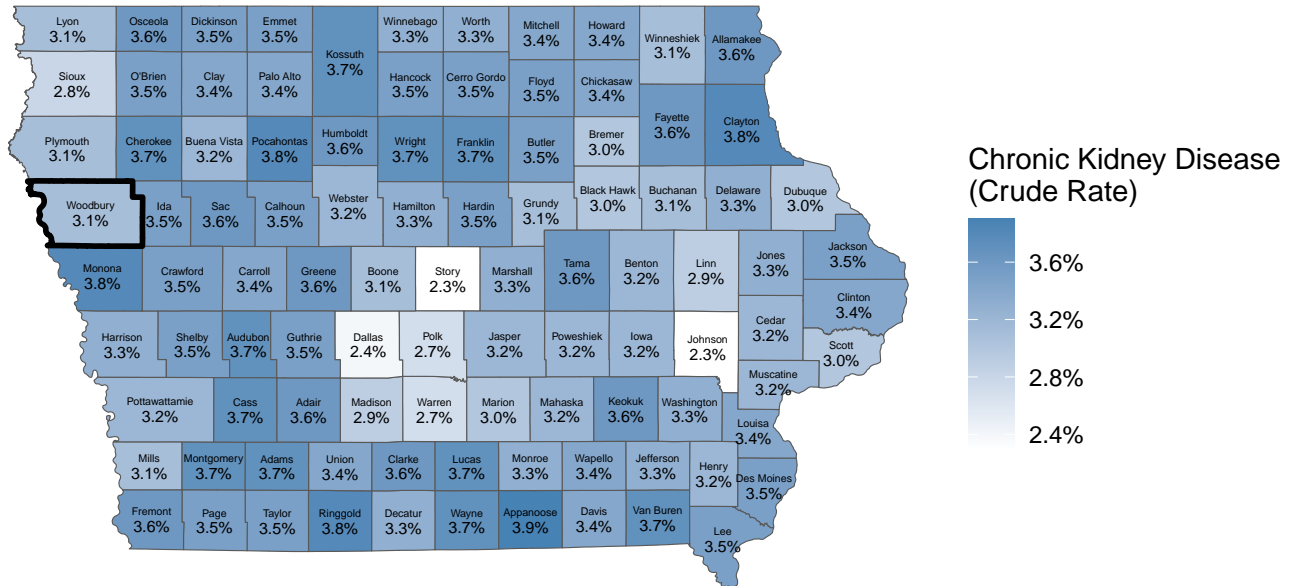 Lyon
3.1%
Osceola
3.6%
Dickinson
3.5%
Emmet
3.5%
Kossuth
3.7%
Winnebago
3.3%
Worth
3.3%
Mitchell
3.4%
Howard
3.4%
Winneshiek
3.1%
Allamakee
3.6%
Sioux
2.8%
O'Brien
3.5%
Clay
3.4%
Palo Alto
3.4%
Hancock
3.5%
Cerro Gordo
3.5%
Floyd
3.5%
Chickasaw
3.4%
Plymouth
3.1%
Cherokee
3.7%
Buena Vista
3.2%
Pocahontas
3.8%
Humboldt
3.6%
Wright
3.7%
Franklin
3.7%
Butler
3.5%
Bremer
3.0%
Fayette
3.6%
Clayton
3.8%
Woodbury
3.1%
Ida
3.5%
Sac
3.6%
Calhoun
3.5%
Webster
3.2%
Hamilton
3.3%
Hardin
3.5%
Grundy
3.1%
Black Hawk
3.0%
Buchanan
3.1%
Delaware
3.3%
Dubuque
3.0%
Monona
3.8%
Crawford
3.5%
Carroll
3.4%
Greene
3.6%
Boone
3.1%
Story
2.3%
Marshall
3.3%
Tama
3.6%
Benton
3.2%
Linn
2.9%
Jones
3.3%
Jackson
3.5%
Clinton
3.4%
Harrison
3.3%
Shelby
3.5%
Audubon
3.7%
Guthrie
3.5%
Dallas
2.4%
Polk
2.7%
Jasper
3.2%
Poweshiek
3.2%
Iowa
3.2%
Johnson
2.3%
Cedar
3.2%
Scott
3.0%
Muscatine
3.2%
Pottawattamie
3.2%
Cass
3.7%
Adair
3.6%
Madison
2.9%
Warren
2.7%
Marion
3.0%
Mahaska
3.2%
Keokuk
3.6%
Washington
3.3%
Louisa
3.4%
Mills
3.1%
Montgomery
3.7%
Adams
3.7%
Union
3.4%
Clarke
3.6%
Lucas
3.7%
Monroe
3.3%
Wapello
3.4%
Jefferson
3.3%
Henry
3.2%
Des Moines
3.5%
Fremont
3.6%
Page
3.5%
Taylor
3.5%
Ringgold
3.8%
Decatur
3.3%
Wayne
3.7%
Appanoose
3.9%
Davis
3.4%
Van Buren
3.7%
Lee
3.5%
Chronic Kidney Disease
(Crude Rate)
3.6%
3.2%
2.8%
2.4%